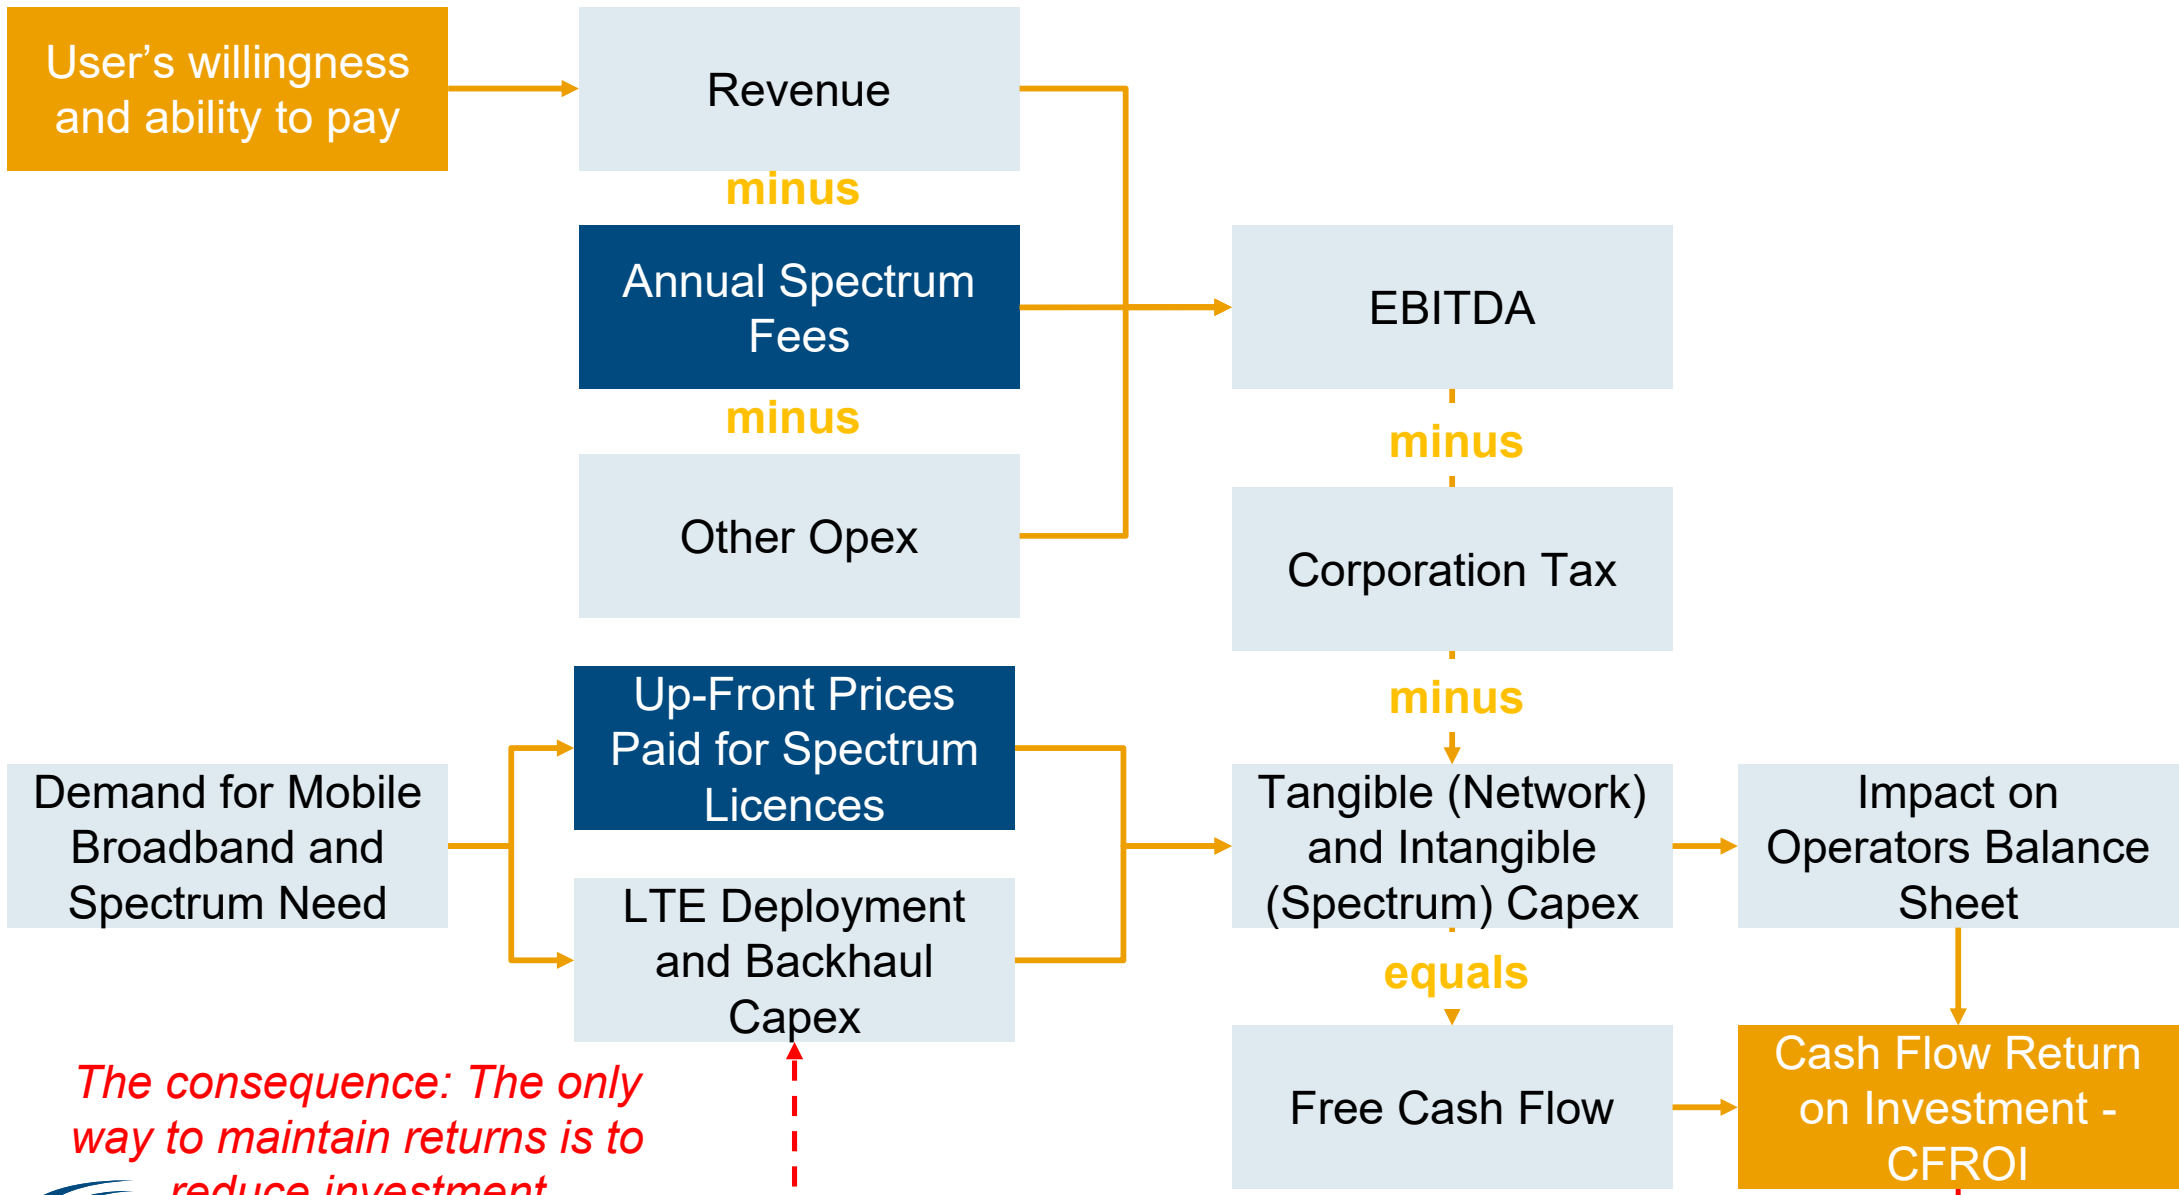 User’s willingness
and ability to pay
Revenue
minus
Annual Spectrum
Fees
minus
Other Opex
EBITDA
minus
Corporation Tax
minus
Demand for Mobile
Broadband and
Spectrum Need
Up-Front Prices
Paid for Spectrum
Licences
LTE Deployment
and Backhaul
Capex
Tangible (Network)
and Intangible
(Spectrum) Capex
Impact on
Operators Balance
Sheet
equals
Free Cash Flow
Cash Flow Return
on Investment -
CFROI
The consequence: The only
way to maintain returns is to
reduce investment